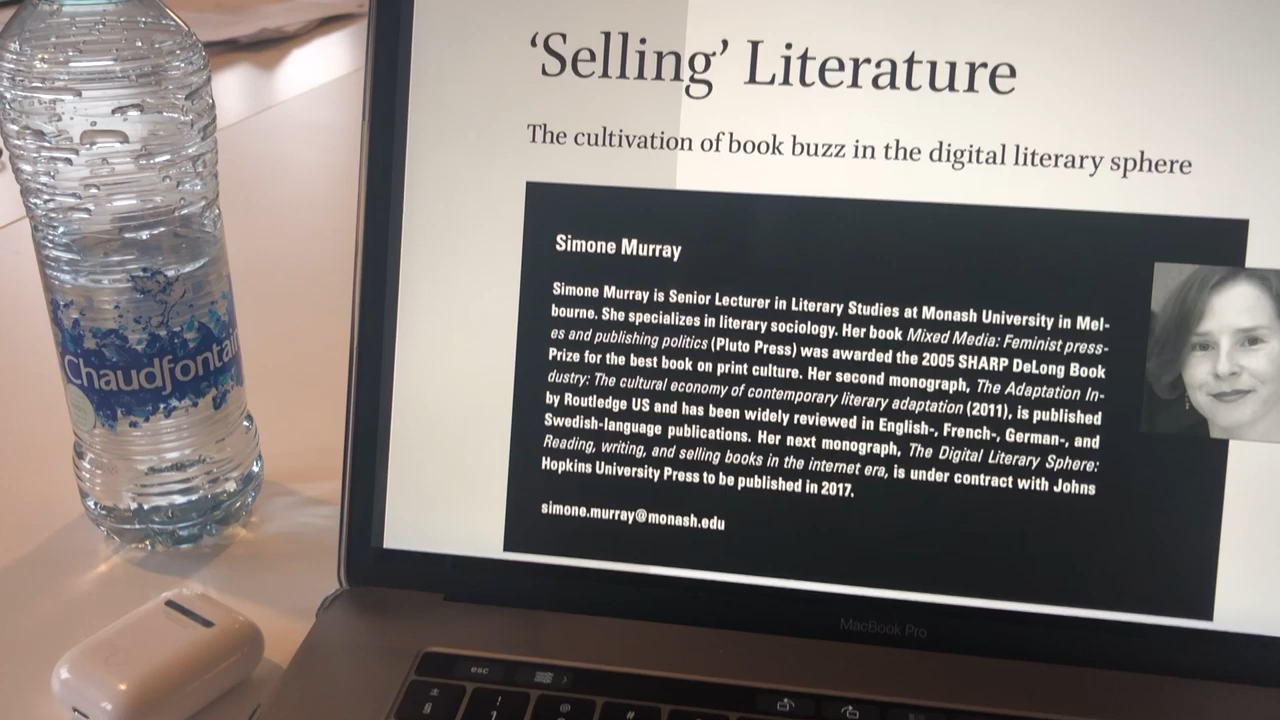 ‘Selling’ Literature
The cultivation of book buzz in the digital literary sphere
Simone Murray
Simone Murray is Senior Lecturer in Literary Studies at Monash University in Mel-
bourne. She specializes in literary sociology. Her book Mixed Media: Feminist press-
es and publishing politics (Pluto Press) was awarded the 2005 SHARP DeLong Book
Prize for the best book on print culture. Her second monograph, The Adaptation In-
dustry: The cultural economy of contemporary literary adaptation (2011), is published
by Routledge US and has been widely reviewed in English-, French-, German-, and
Swedish-language publications. Her next monograph, The Digital Literary Sphere:
Reading, writing, and selling books in the internet era, is under contract with Johns
Hopkins University Press to be published in 2017.
simone.murray@monash.edu
Chaudfontain
MacBook Pro
esc
± ! @ #
§ 1